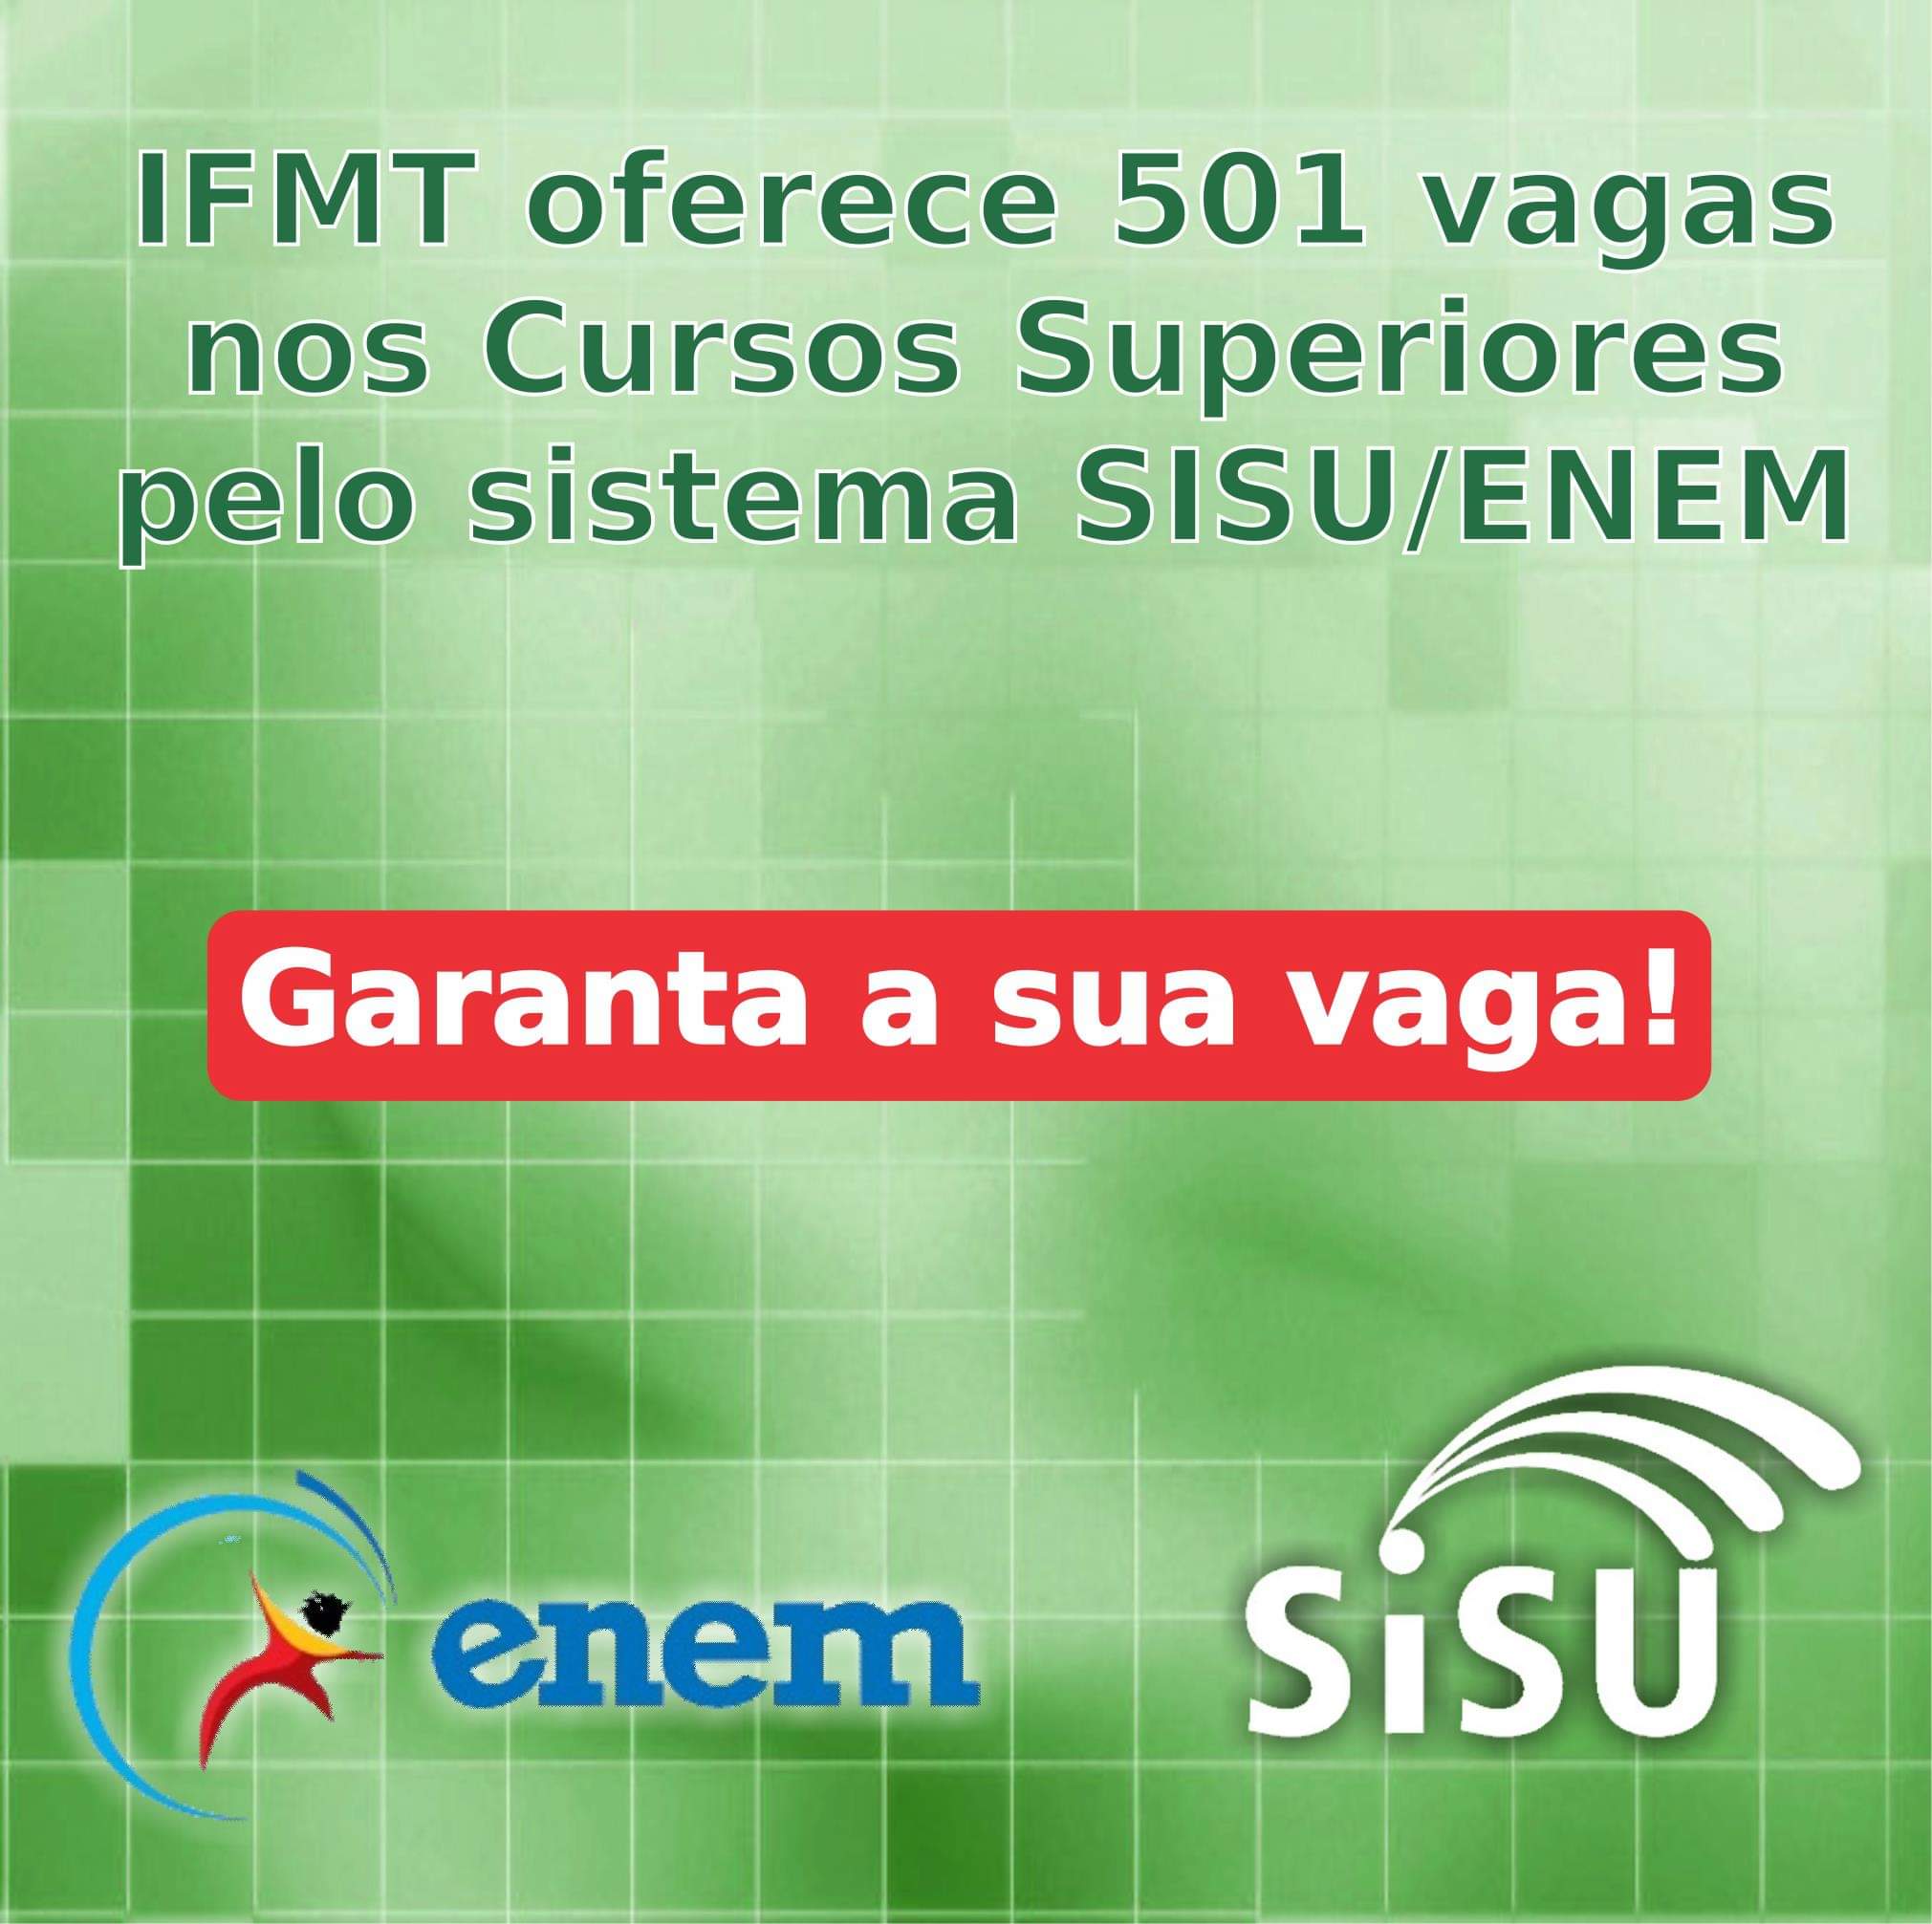 IFMT oferece 501 vagas
nos Cursos Superiores
pelo sistema SISU/ENEM
Garanta a sua vaga!
enem
SiSU